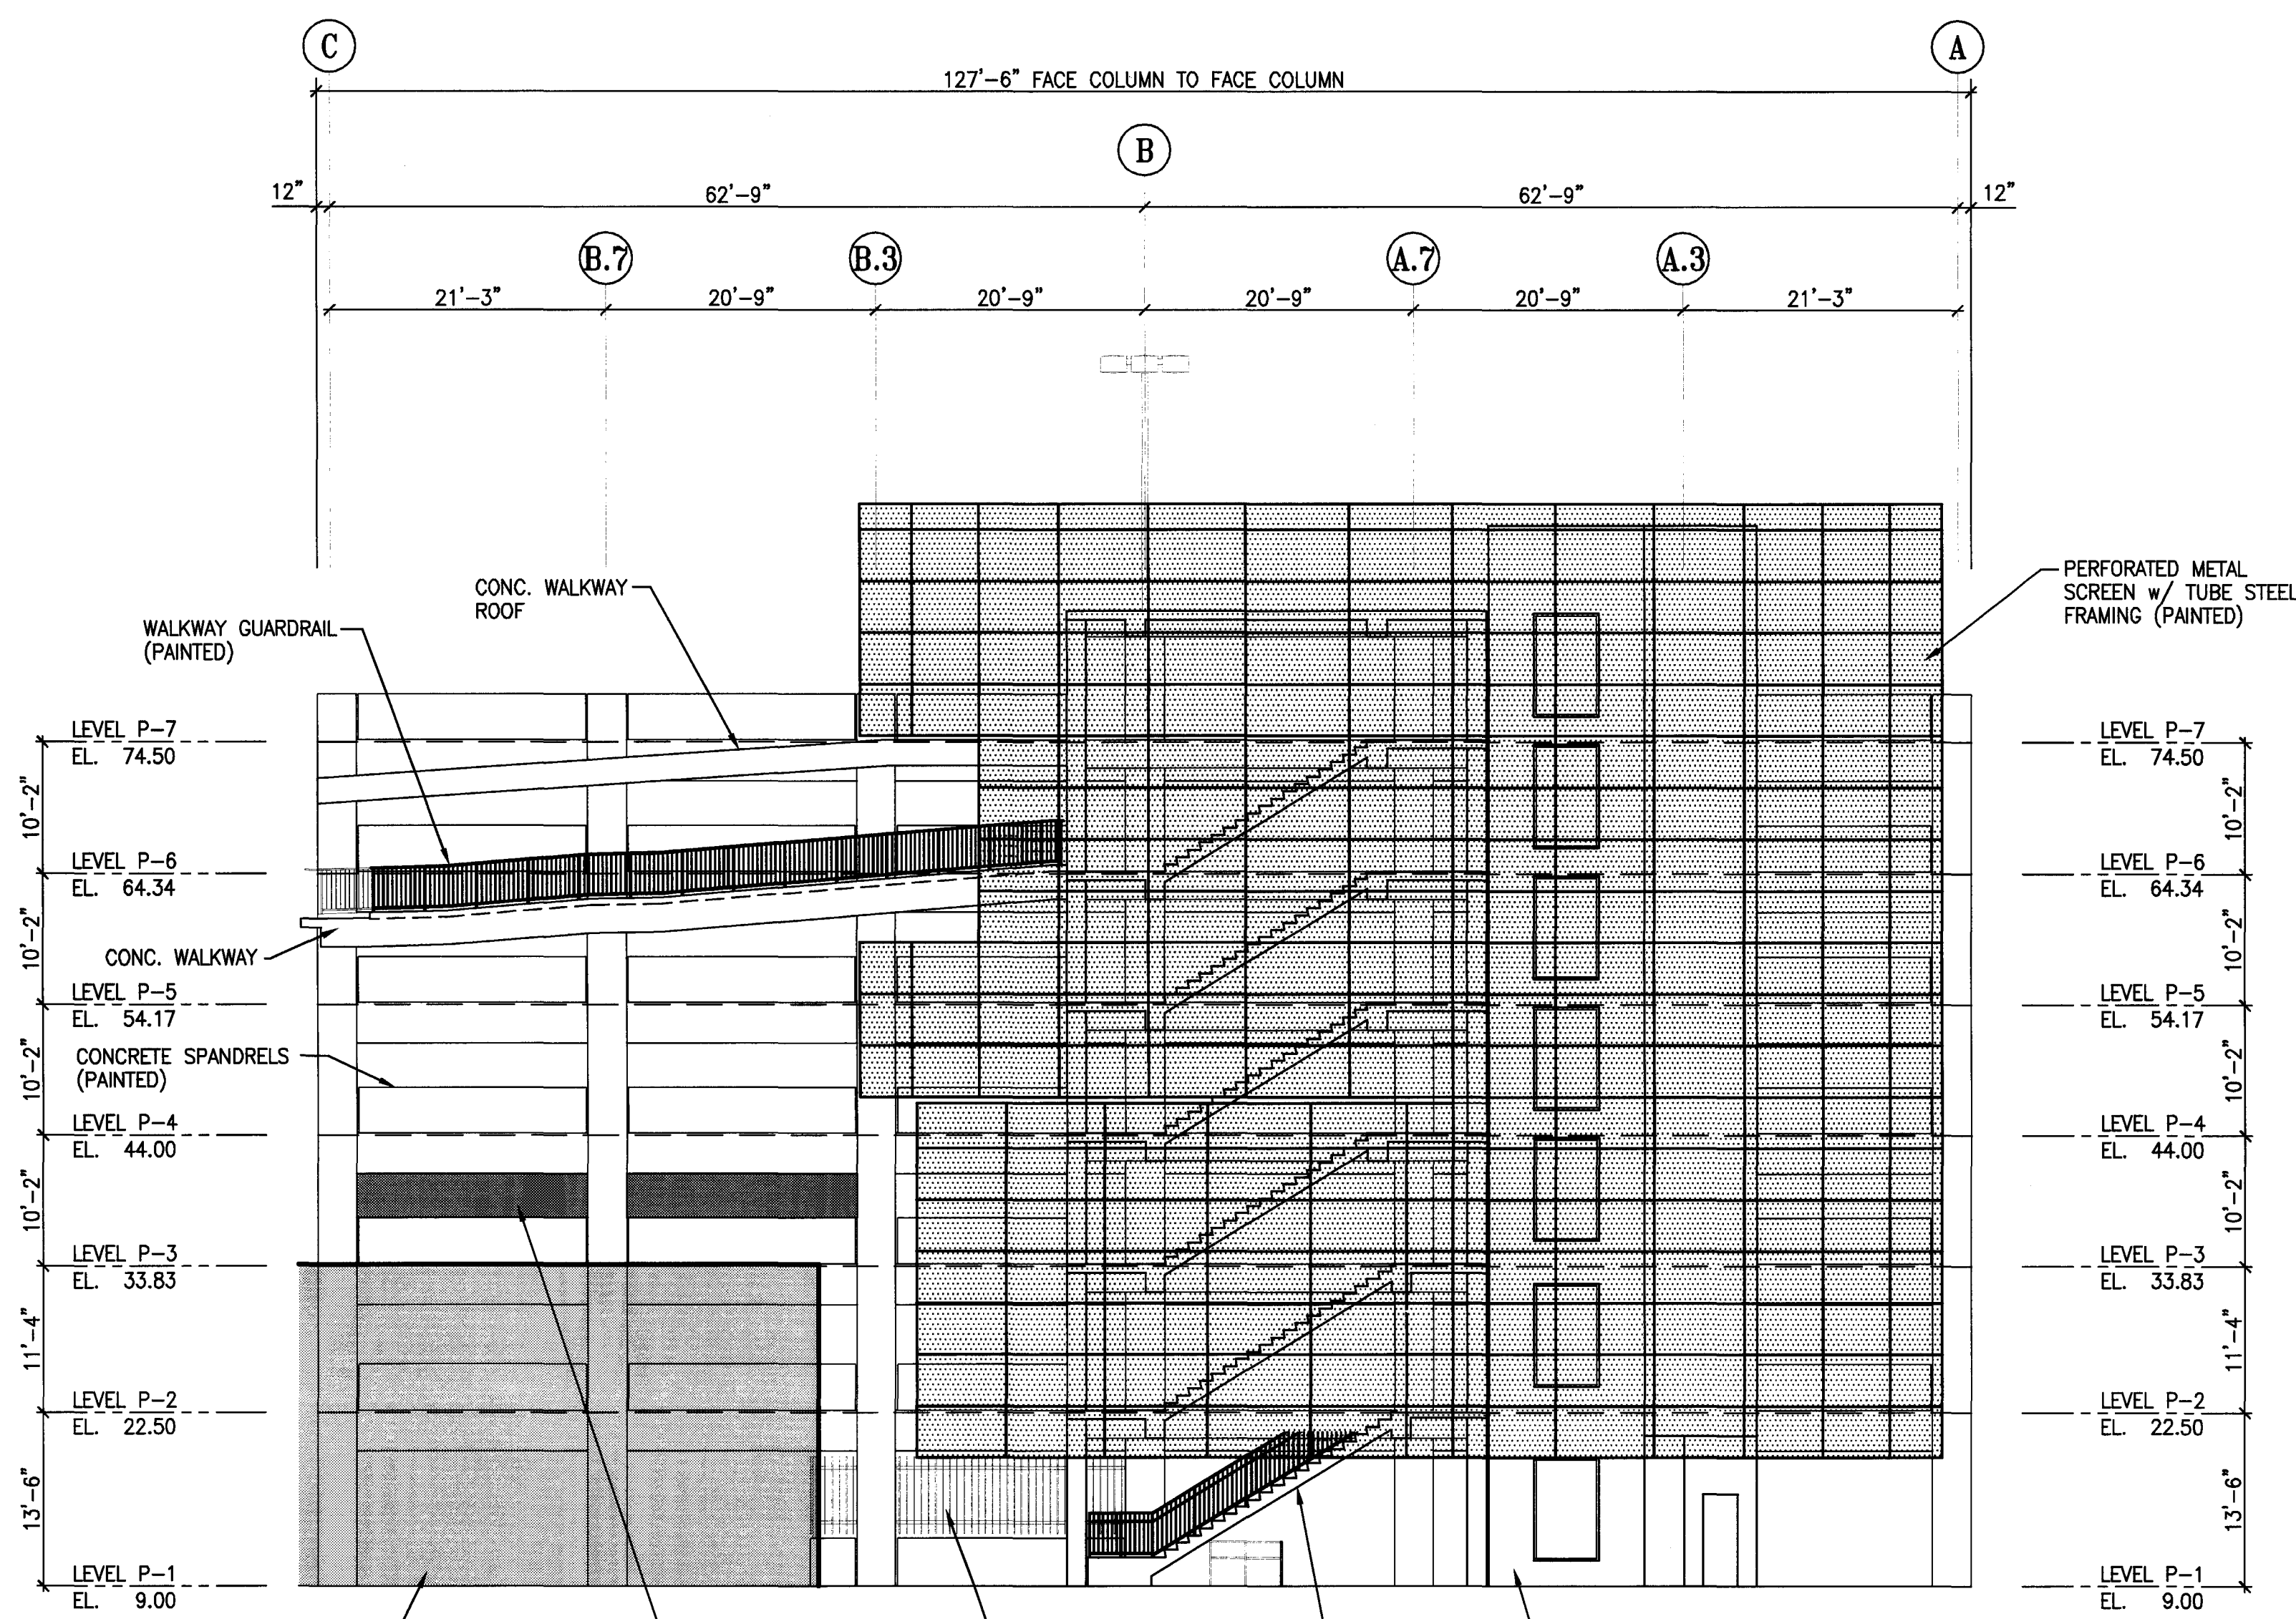 C
A
127'-6" FACE COLUMN TO FACE COLUMN
B
12"
62'-9"
62'-9"
12"
B.7
B.3
A.7
A.3
21'-3"
20'-9"
20'-9"
20'-9"
20'-9"
21'-3"
CONC. WALKWAY
ROOF
PERFORATED METAL
SCREEN w/ TUBE STEEL
FRAMING (PAINTED)
WALKWAY GUARDRAIL
(PAINTED)
LEVEL P-7
EL. 74.50
LEVEL P-7
EL. 74.50
10'-2"
10'-2"
LEVEL P-6
EL. 64.34
LEVEL P-6
EL. 64.34
10'-2"
10'-2"
CONC. WALKWAY
LEVEL P-5
EL. 54.17
LEVEL P-5
EL. 54.17
10'-2"
10'-2"
CONCRETE SPANDRELS
(PAINTED)
LEVEL P-4
EL. 44.00
LEVEL P-4
EL. 44.00
10'-2"
10'-2"
LEVEL P-3
EL. 33.83
LEVEL P-3
EL. 33.83
11'-4"
11'-4"
LEVEL P-2
EL. 22.50
LEVEL P-2
EL. 22.50
13'-6"
13'-6"
LEVEL P-1
EL. 9.00
LEVEL P-1
EL. 9.00